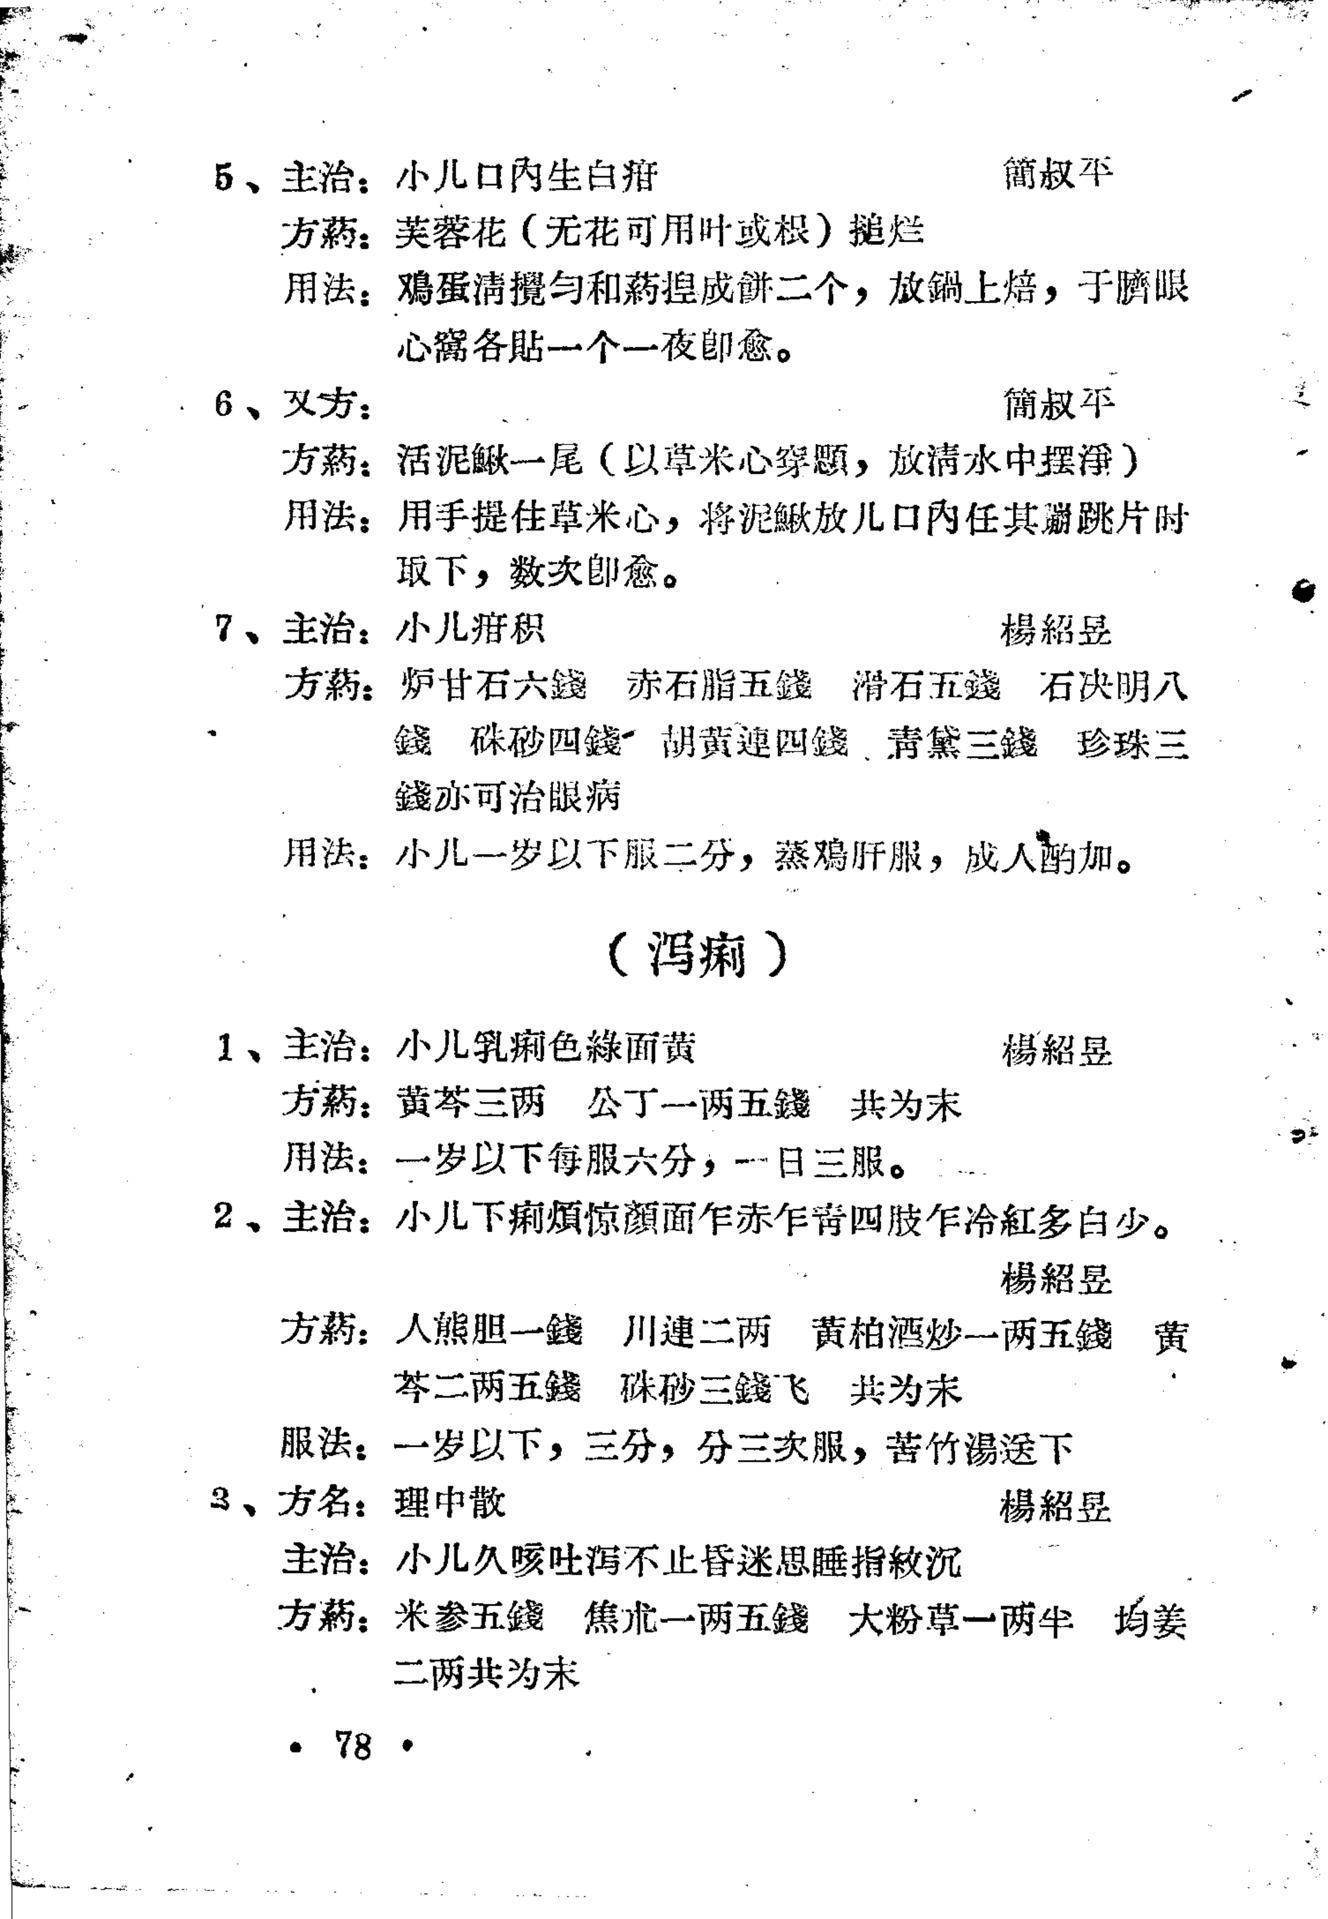 5、主治：小儿口內生白疳 簡叔平
方葯：芙蓉花（无花可用叶或根）搥烂
用法：鴉蛋淸攪匀和葯揑成餅二个，放鍋上焙，于臍眼
心窩各貼一个一夜卽愈。
6、又方： 簡叔平
方葯：活泥鰍一尾（以草米心穿顋，放淸水中摆淨）
用法：用手提住草米心，将泥鰍放儿口內任其蹦跳片时
取下，数次卽愈。
7、主治：小儿疳积 楊紹昱
方葯：炉甘石六錢 赤石脂五錢 滑石五錢 石决明八
錢 硃砂四錢 胡黄連四錢 靑黛三錢 珍珠三
錢亦可治眼病
用法：小儿一岁以下服二分，蒸鷄肝服，成人酌加。
（泻痢）
1、主治：小儿乳痢色綠面黄 楊紹昱
方葯：黄芩三两 公丁一两五錢 共为末
用法：一岁以下每服六分，一日三服。
2、主治：小儿下痢煩惊顏面乍赤乍靑四肢乍冷紅多白少。
楊紹昱
方葯：人熊胆一錢 川連二两 黄柏酒炒一两五錢 黄
芩二两五錢 硃砂三錢飞 共为末
服法：一岁以下，三分，分三次服，苦竹湯送下
3、方名：理中散 楊紹昱
主治：小儿久咳吐泻不止昏迷思睡指紋沉
方葯：米参五錢 焦朮一两五錢 大粉草一两半 均姜
二两共为末
• 78 •